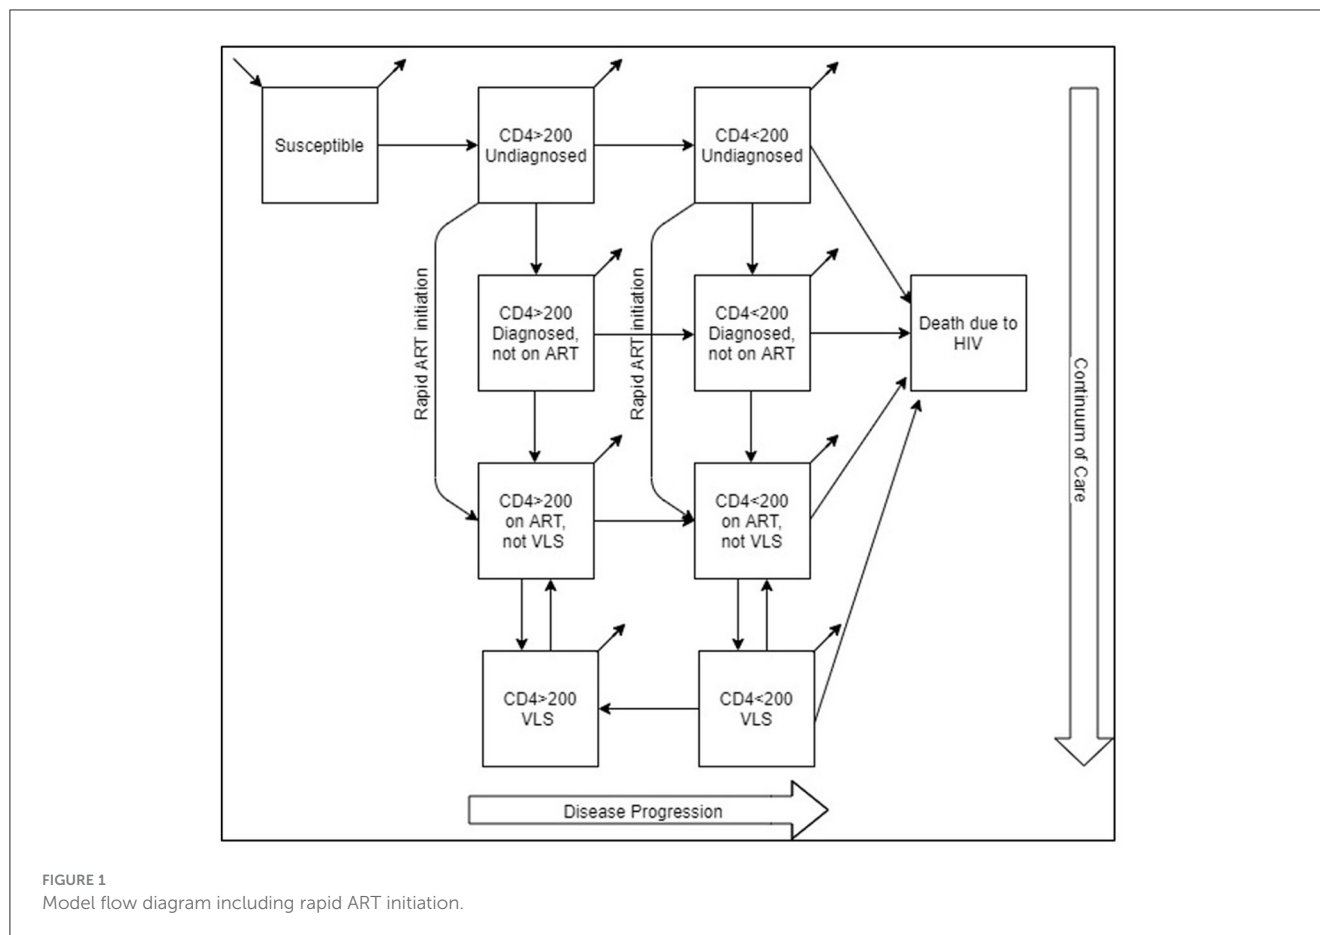 Susceptible
CD4>200
Undiagnosed
CD4<200
Undiagnosed
Rapid ART initiation
CD4>200
Diagnosed,
not on ART
Rapid ART initiation
CD4<200
Diagnosed,
not on ART
Death due to
HIV
Continuum of Care
CD4>200
on ART,
not VLS
CD4<200
on ART,
not VLS
CD4>200
VLS
CD4<200
VLS
Disease Progression
FIGURE 1
Model flow diagram including rapid ART initiation.